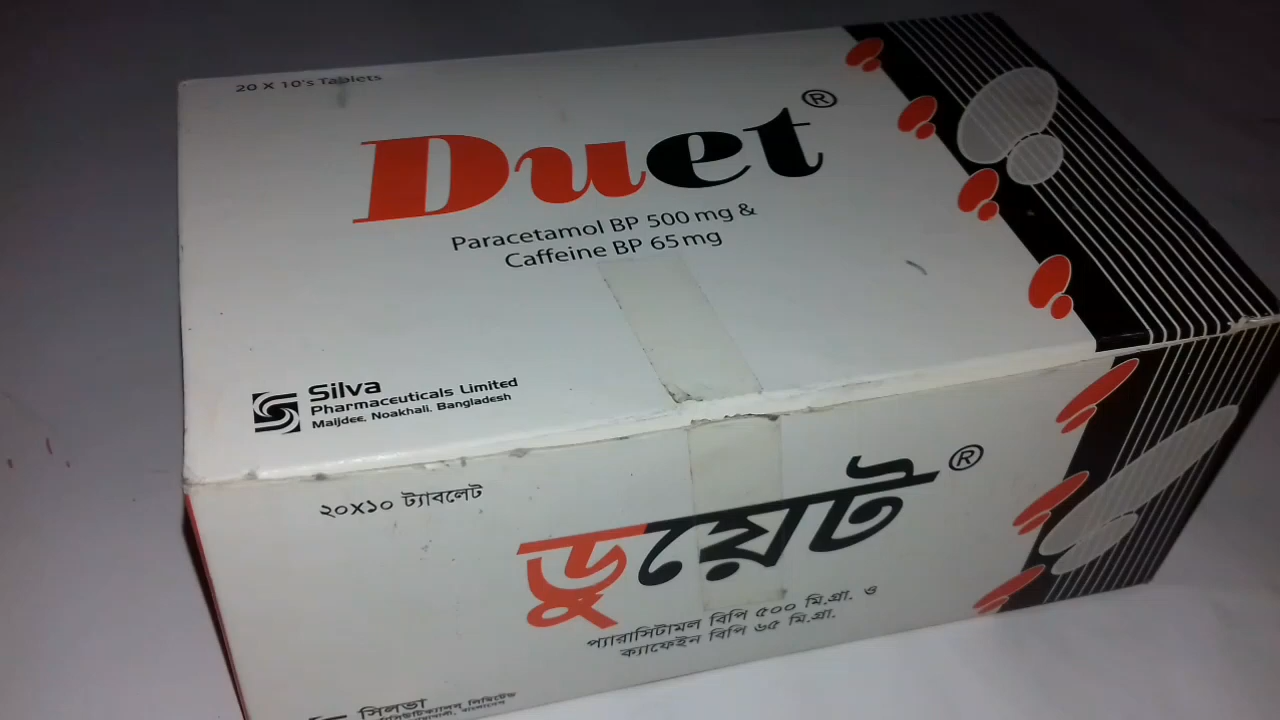 20 X 10's Tablets
Duet®
Paracetamol BP 500 mg &
Caffeine BP 65 mg
Silva
Pharmaceuticals Limited
Maijdee, Noakhali, Bangladesh
২০X১০ ট্যাবলেট
ডুয়েট®
প্যারাসিটামল বিপি ৫০০ মি.গ্রা. ও
ক্যাফেইন বিপি ৬৫ মি.গ্রা.
সিলভা
লিমিটেড
বাংলাদেশ